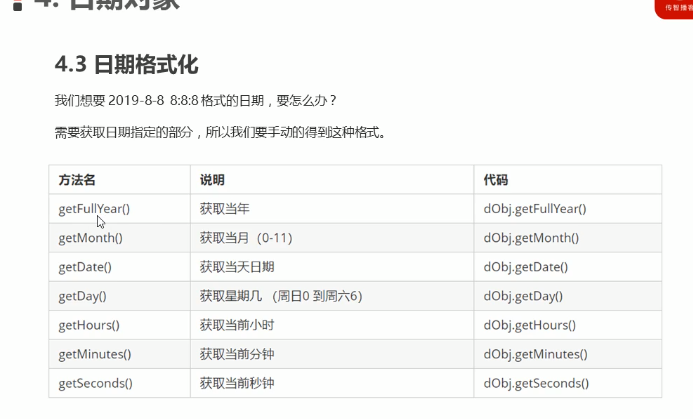 4. 日期对象
传智播客
4.3 日期格式化
我们想要 2019-8-8 8:8:8 格式的日期，要怎么办？
需要获取日期指定的部分，所以我们要手动的得到这种格式。
方法名 说明 代码
getFullYear() 获取当年 dObj.getFullYear()
getMonth() 获取当月（0-11） dObj.getMonth()
getDate() 获取当天日期 dObj.getDate()
getDay() 获取星期几 （周日0 到周六6） dObj.getDay()
getHours() 获取当前小时 dObj.getHours()
getMinutes() 获取当前分钟 dObj.getMinutes()
getSeconds() 获取当前秒钟 dObj.getSeconds()